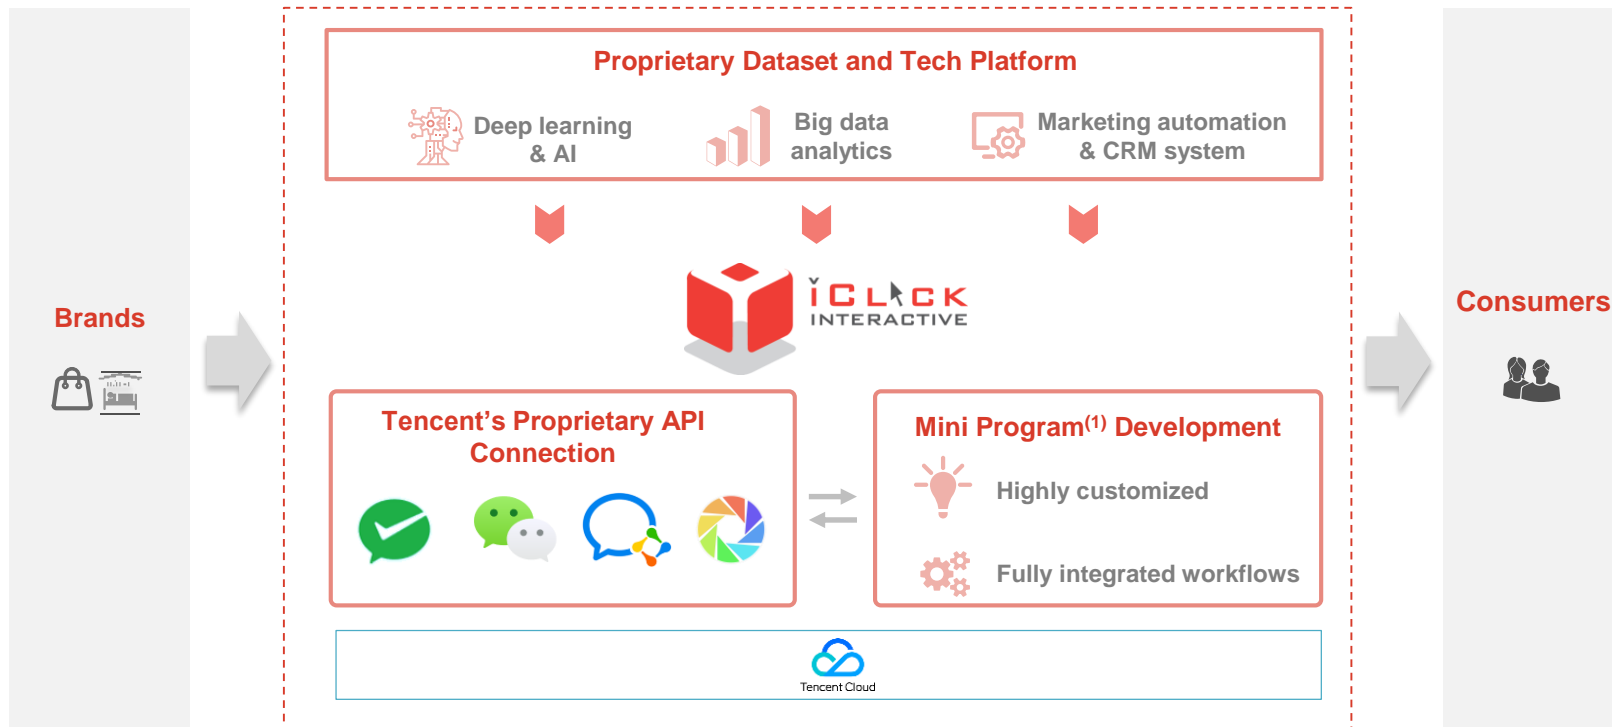 Proprietary Dataset and Tech Platform
Deep learning
& AI
Big data
analytics
Marketing automation
& CRM system
iCLICK
INTERACTIVE
Brands
Consumers
Tencent’s Proprietary API
Connection
Mini Program(1) Development
Highly customized
Fully integrated workflows
Tencent Cloud